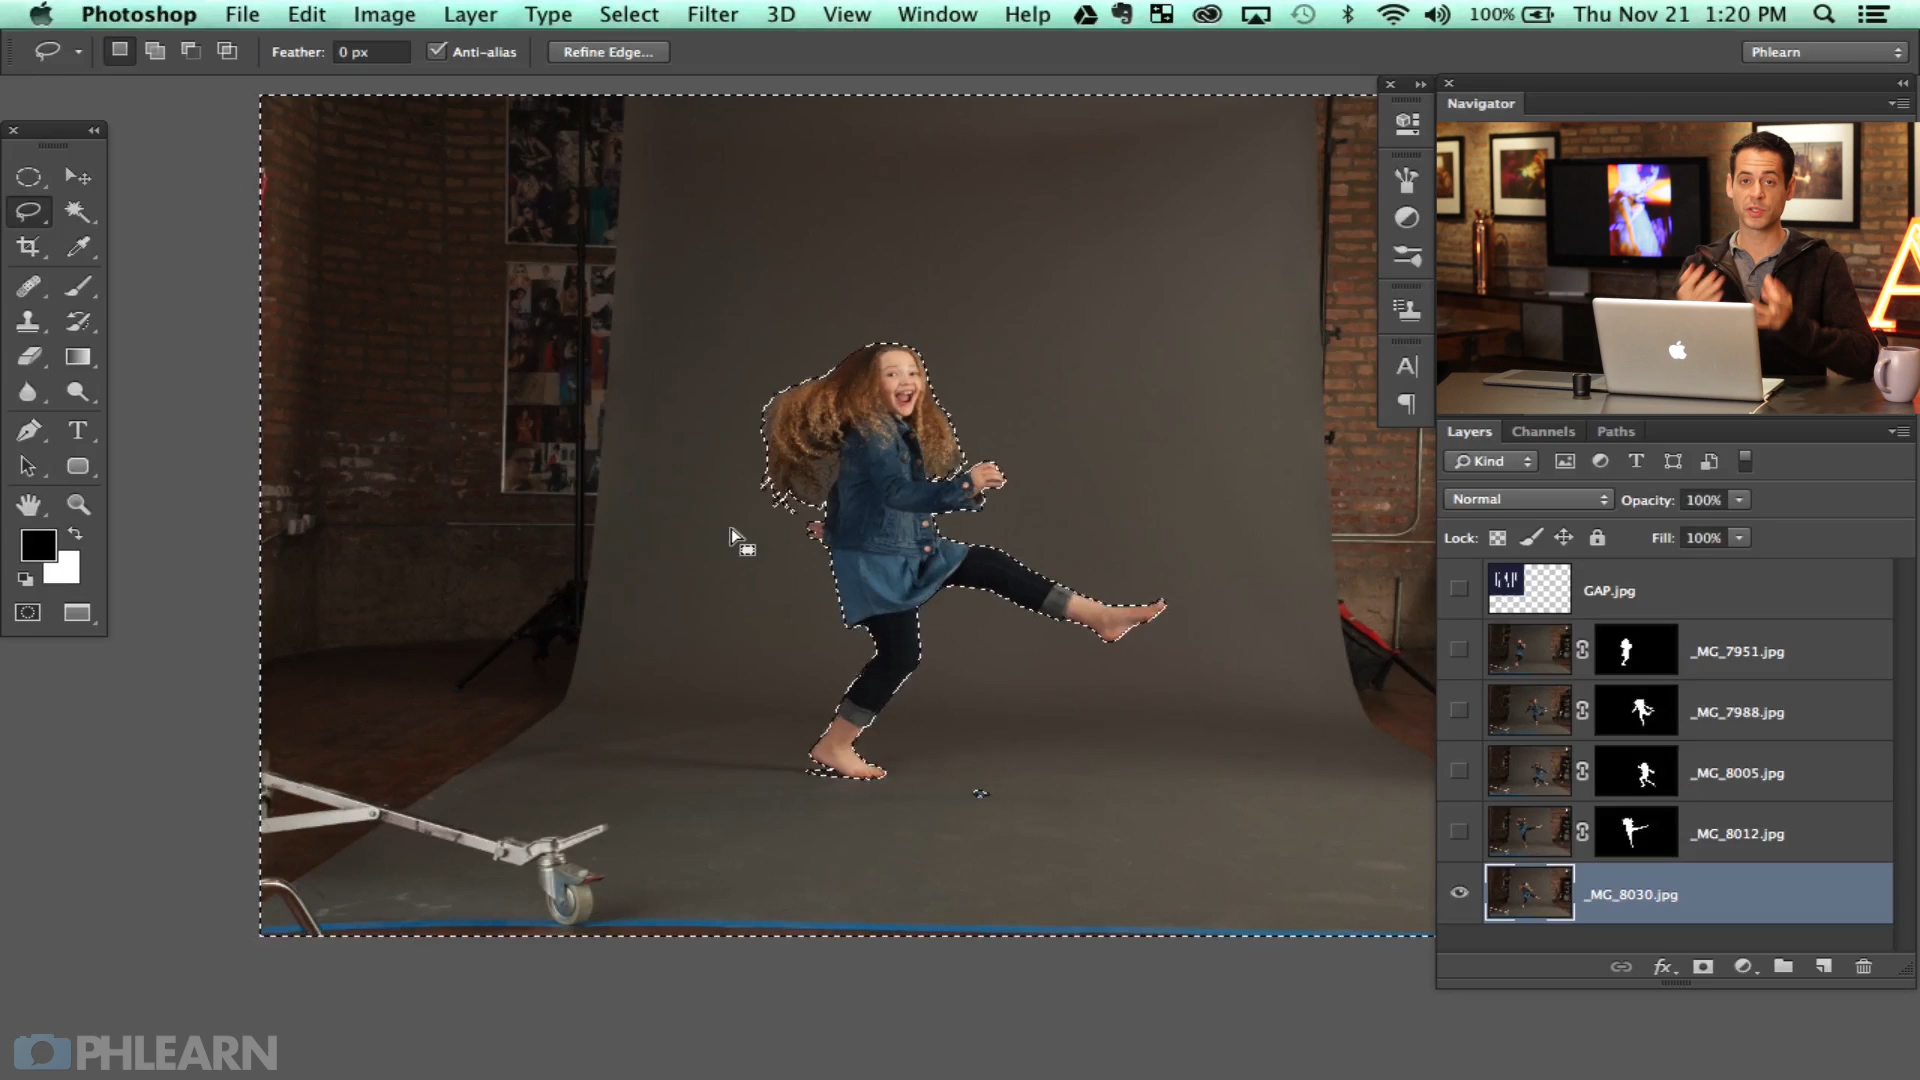 Photoshop File Edit Image Layer Type Select Filter 3D View Window Help 100% Thu Nov 21 1:20 PM
Feather: 0 px Anti-alias Refine Edge... Phlearn
Navigator
A
Layers Channels Paths
Kind
Normal Opacity: 100%
Lock: Fill: 100%
GAP
GAP.jpg
_MG_7951.jpg
_MG_7988.jpg
_MG_8005.jpg
_MG_8012.jpg
_MG_8030.jpg
fx
PHLEARN